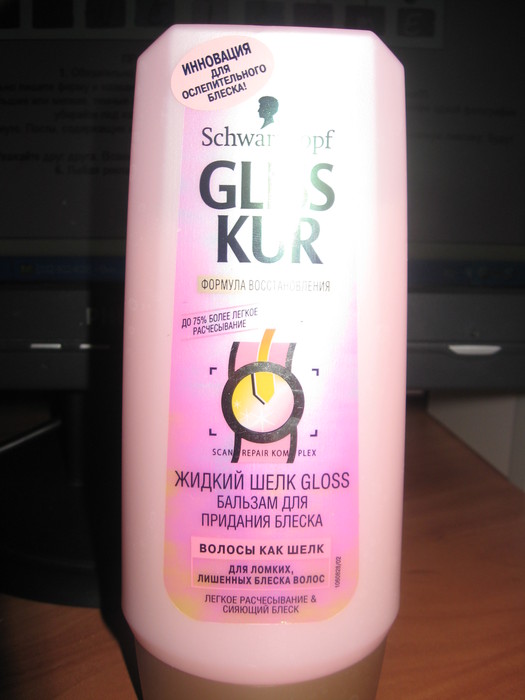 ИННОВАЦИЯ
ДЛЯ
ОСЛЕПИТЕЛЬНОГО
БЛЕСКА!
Schwarzkopf
GLISS
KUR
ФОРМУЛА ВОССТАНОВЛЕНИЯ
ДО 75% БОЛЕЕ ЛЕГКОЕ
РАСЧЕСЫВАНИЕ
SCAN REPAIR KOMPLEX
ЖИДКИЙ ШЕЛК GLOSS
БАЛЬЗАМ ДЛЯ
ПРИДАНИЯ БЛЕСКА
ВОЛОСЫ КАК ШЕЛК
ДЛЯ ЛОМКИХ,
ЛИШЕННЫХ БЛЕСКА ВОЛОС
ЛЕГКОЕ РАСЧЕСЫВАНИЕ &
СИЯЮЩИЙ БЛЕСК